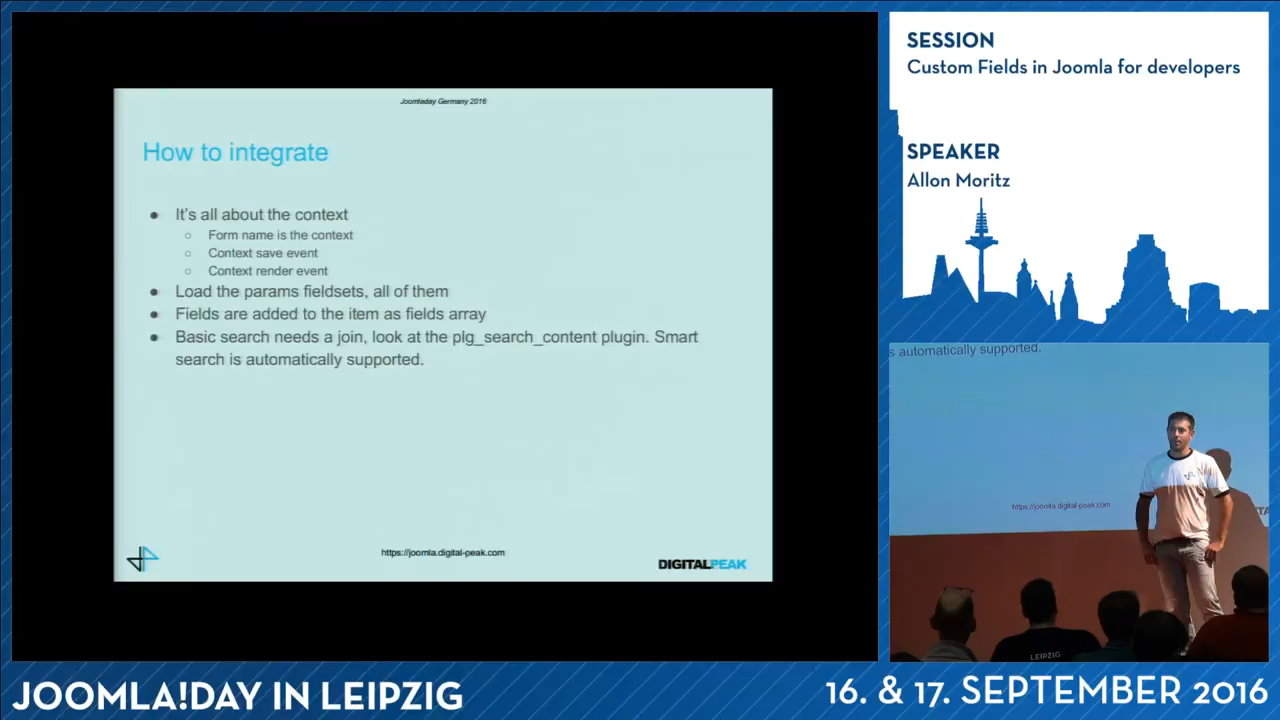 Joomladay Germany 2016
How to integrate
● It's all about the context
○ Form name is the context
○ Context save event
○ Context render event
● Load the params fieldsets, all of them
● Fields are added to the item as fields array
● Basic search needs a join, look at the plg_search_content plugin. Smart
search is automatically supported.
https://joomla.digital-peak.com
DIGITALPEAK
SESSION
Custom Fields in Joomla for developers
SPEAKER
Allon Moritz
s automatically supported.
https://joomla.digital-peak.com
LEIPZIG
JOOMLA!DAY IN LEIPZIG
16. & 17. SEPTEMBER 2016